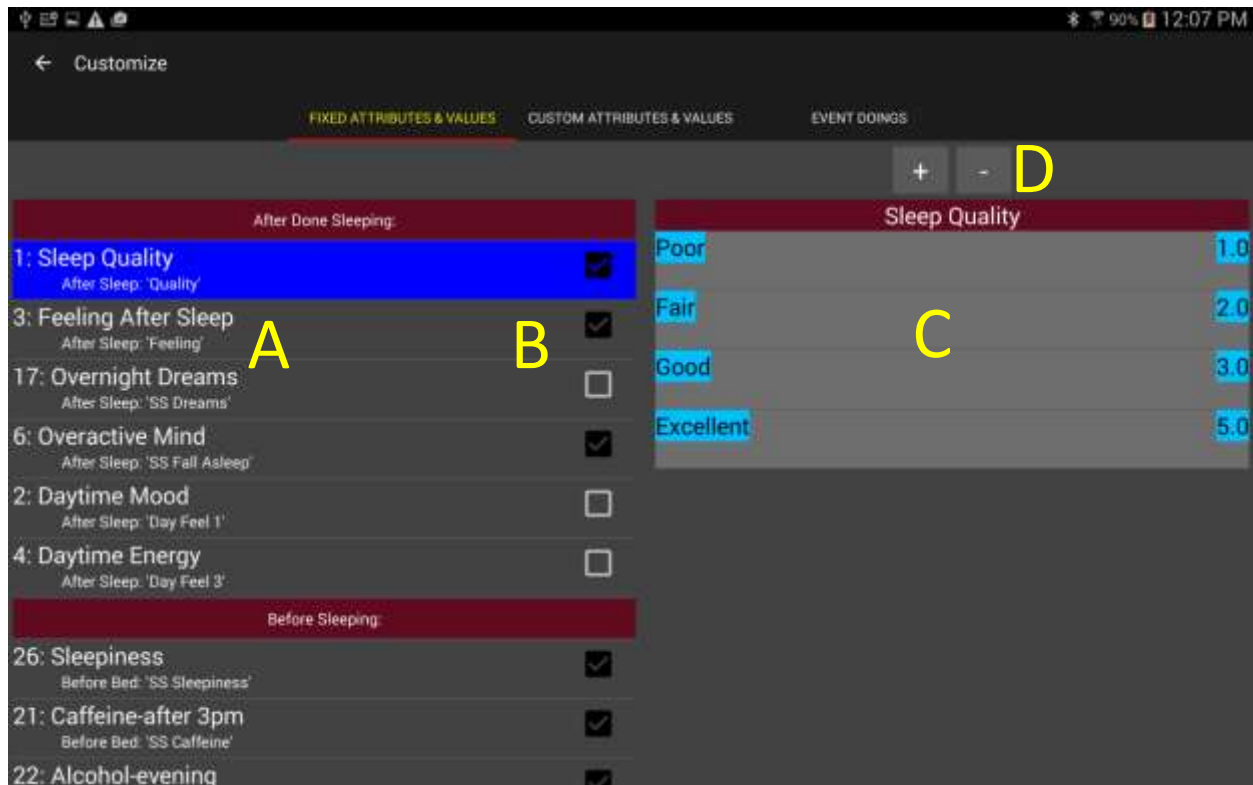 90% 12:07 PM
Customize
FIXED ATTRIBUTES & VALUES CUSTOM ATTRIBUTES & VALUES EVENT DOINGS
+ - D
After Done Sleeping:
1: Sleep Quality
After Sleep: 'Quality'
3: Feeling After Sleep
After Sleep: 'Feeling'
A B
17: Overnight Dreams
After Sleep: 'SS Dreams'
6: Overactive Mind
After Sleep: 'SS Fall Asleep'
2: Daytime Mood
After Sleep: 'Day Feel 1'
4: Daytime Energy
After Sleep: 'Day Feel 3'
Before Sleeping:
26: Sleepiness
Before Bed: 'SS Sleepiness'
21: Caffeine-after 3pm
Before Bed: 'SS Caffeine'
22: Alcohol-evening
Sleep Quality
Poor 1.0
Fair 2.0
C
Good 3.0
Excellent 5.0